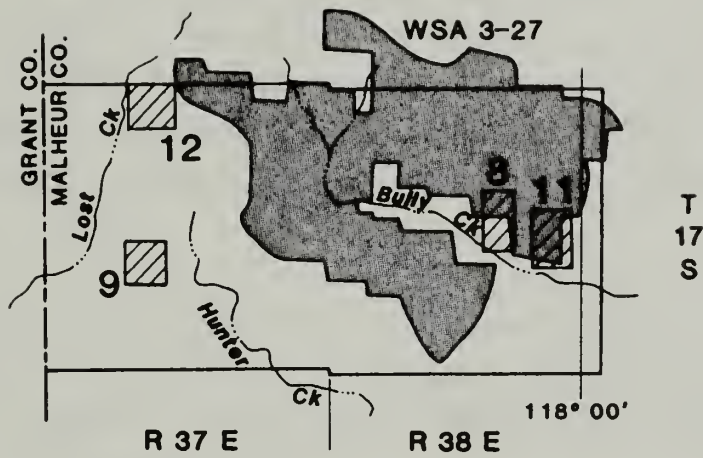 WSA 3-27
GRANT CO.
MALHEUR CO.
Lost
Ck
12
9
Hunter
Ck
Bully
Ck
8
11
T
17
S
118° 00'
R 37 E
R 38 E